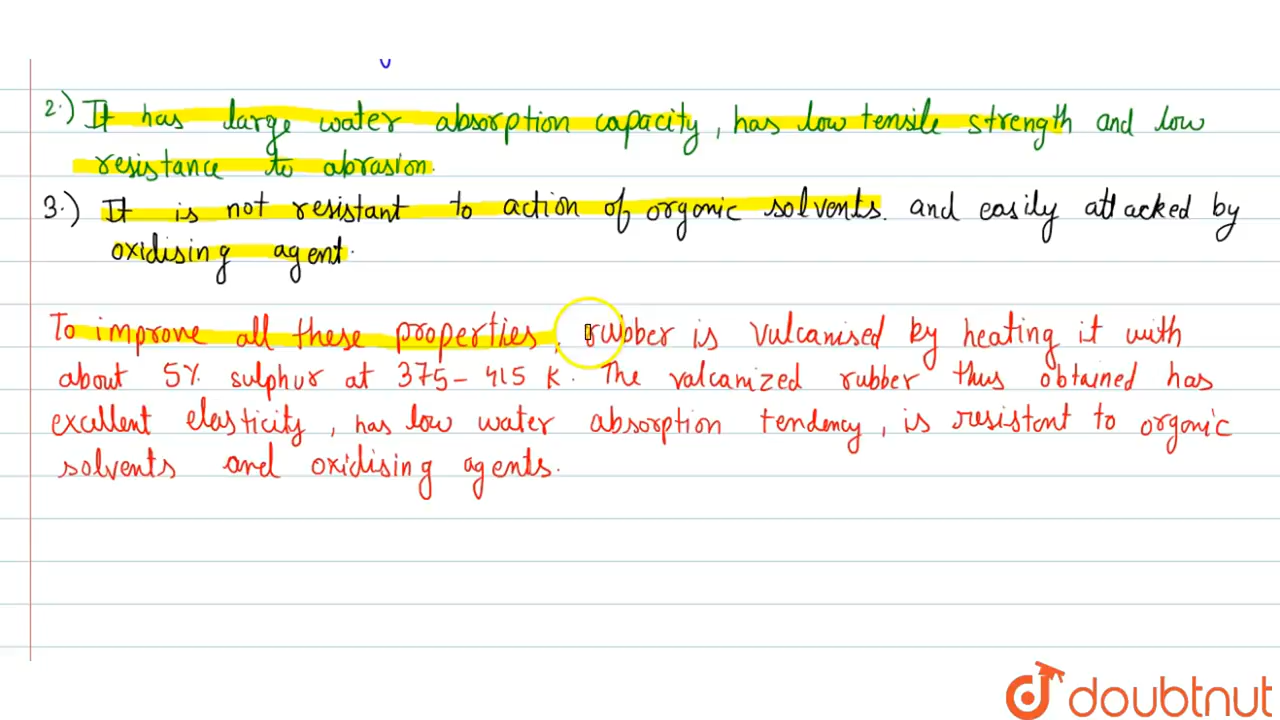 2.) It has large water absorption capacity, has low tensile strength and low
resistance to abrasion.
3.) It is not resistant to action of organic solvents. and easily attacked by
oxidising agent.
To improve all these properties, rubber is vulcanised by heating it with
about 5% sulphur at 375-415 K. The valcanized rubber thus obtained has
excellent elasticity, has low water absorption tendency, is resistant to organic
solvents and oxidising agents.
doubtnut